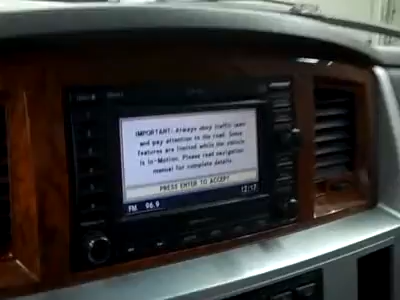 IMPORTANT: Always obey traffic laws
and pay attention to the road. Some
features are limited while the vehicle
is In-Motion. Please read navigation
manual for complete details.
PRESS ENTER TO ACCEPT
FM 96.9 12:17